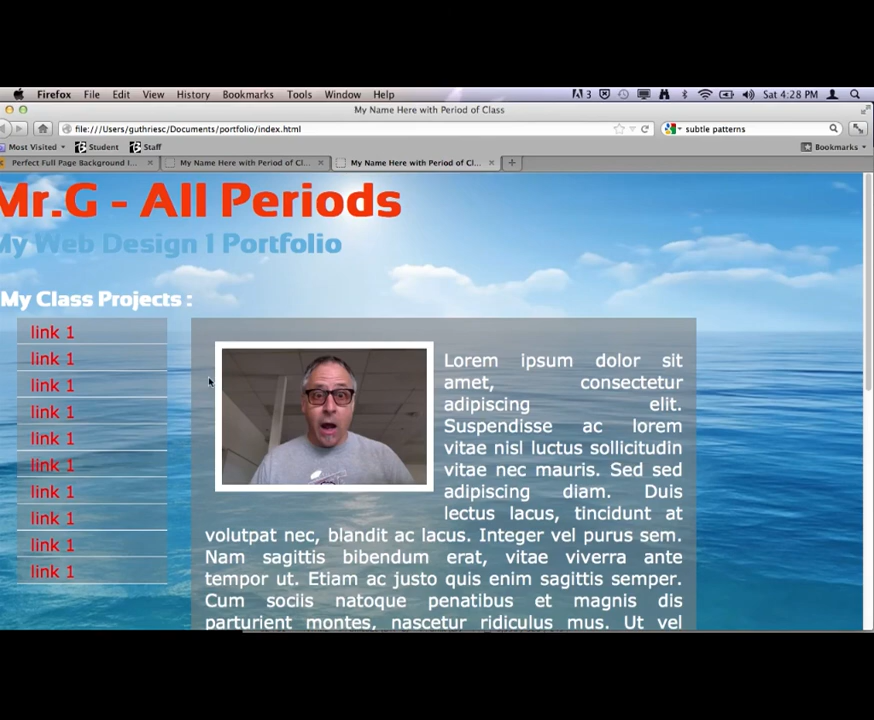 Firefox File Edit View History Bookmarks Tools Window Help 3 Sat 4:28 PM
My Name Here with Period of Class
file:///Users/guthriesc/Documents/portfolio/index.html subtle patterns
Most Visited Student Staff Bookmarks
Perfect Full Page Background I... My Name Here with Period of Cl... My Name Here with Period of Cl...
Mr.G - All Periods
My Web Design 1 Portfolio
My Class Projects :
link 1
link 1
link 1
link 1
link 1
link 1
link 1
link 1
link 1
link 1
Lorem ipsum dolor sit
amet, consectetur
adipiscing elit.
Suspendisse ac lorem
vitae nisl luctus sollicitudin
vitae nec mauris. Sed sed
adipiscing diam. Duis
lectus lacus, tincidunt at
volutpat nec, blandit ac lacus. Integer vel purus sem.
Nam sagittis bibendum erat, vitae viverra ante
tempor ut. Etiam ac justo quis enim sagittis semper.
Cum sociis natoque penatibus et magnis dis
parturient montes, nascetur ridiculus mus. Ut vel